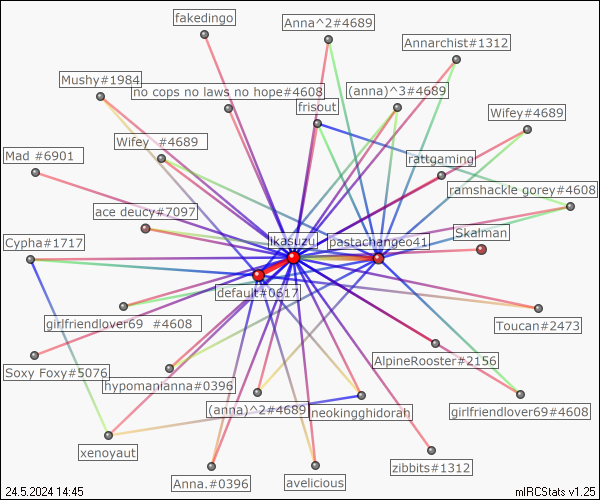 fakedingo
Anna^2#4689
Annarchist#1312
Mushy#1984
no cops no laws no hope#4608
(anna)^3#4689
frisout
Wifey#4689
Wifey #4689
Mad #6901
rattgaming
ramshackle gorey#4608
ace deucy#7097
Skalman
Cypha#1717
Ikasuzu
pastachangeo41
default#0617
girlfriendlover69 #4608
Toucan#2473
Soxy Foxy#5076
AlpineRooster#2156
hypomanianna#0396
(anna)^2#4689
neokingghidorah
girlfriendlover69#4608
xenoyaut
zibbits#1312
Anna.#0396
avelicious
24.5.2024 14:45
mIRCStats v1.25